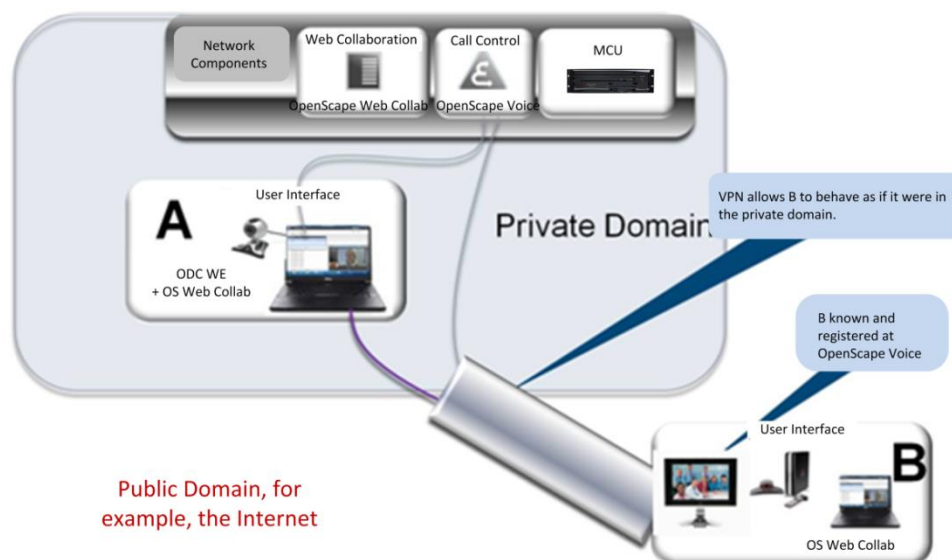 Network
Components
Web Collaboration
OpenScape Web Collab
Call Control
OpenScape Voice
MCU
User Interface
A
ODC WE
+ OS Web Collab
Private Domain
VPN allows B to behave as if it were in
the private domain.
B known and
registered at
OpenScape Voice
User Interface
B
OS Web Collab
Public Domain, for
example, the Internet